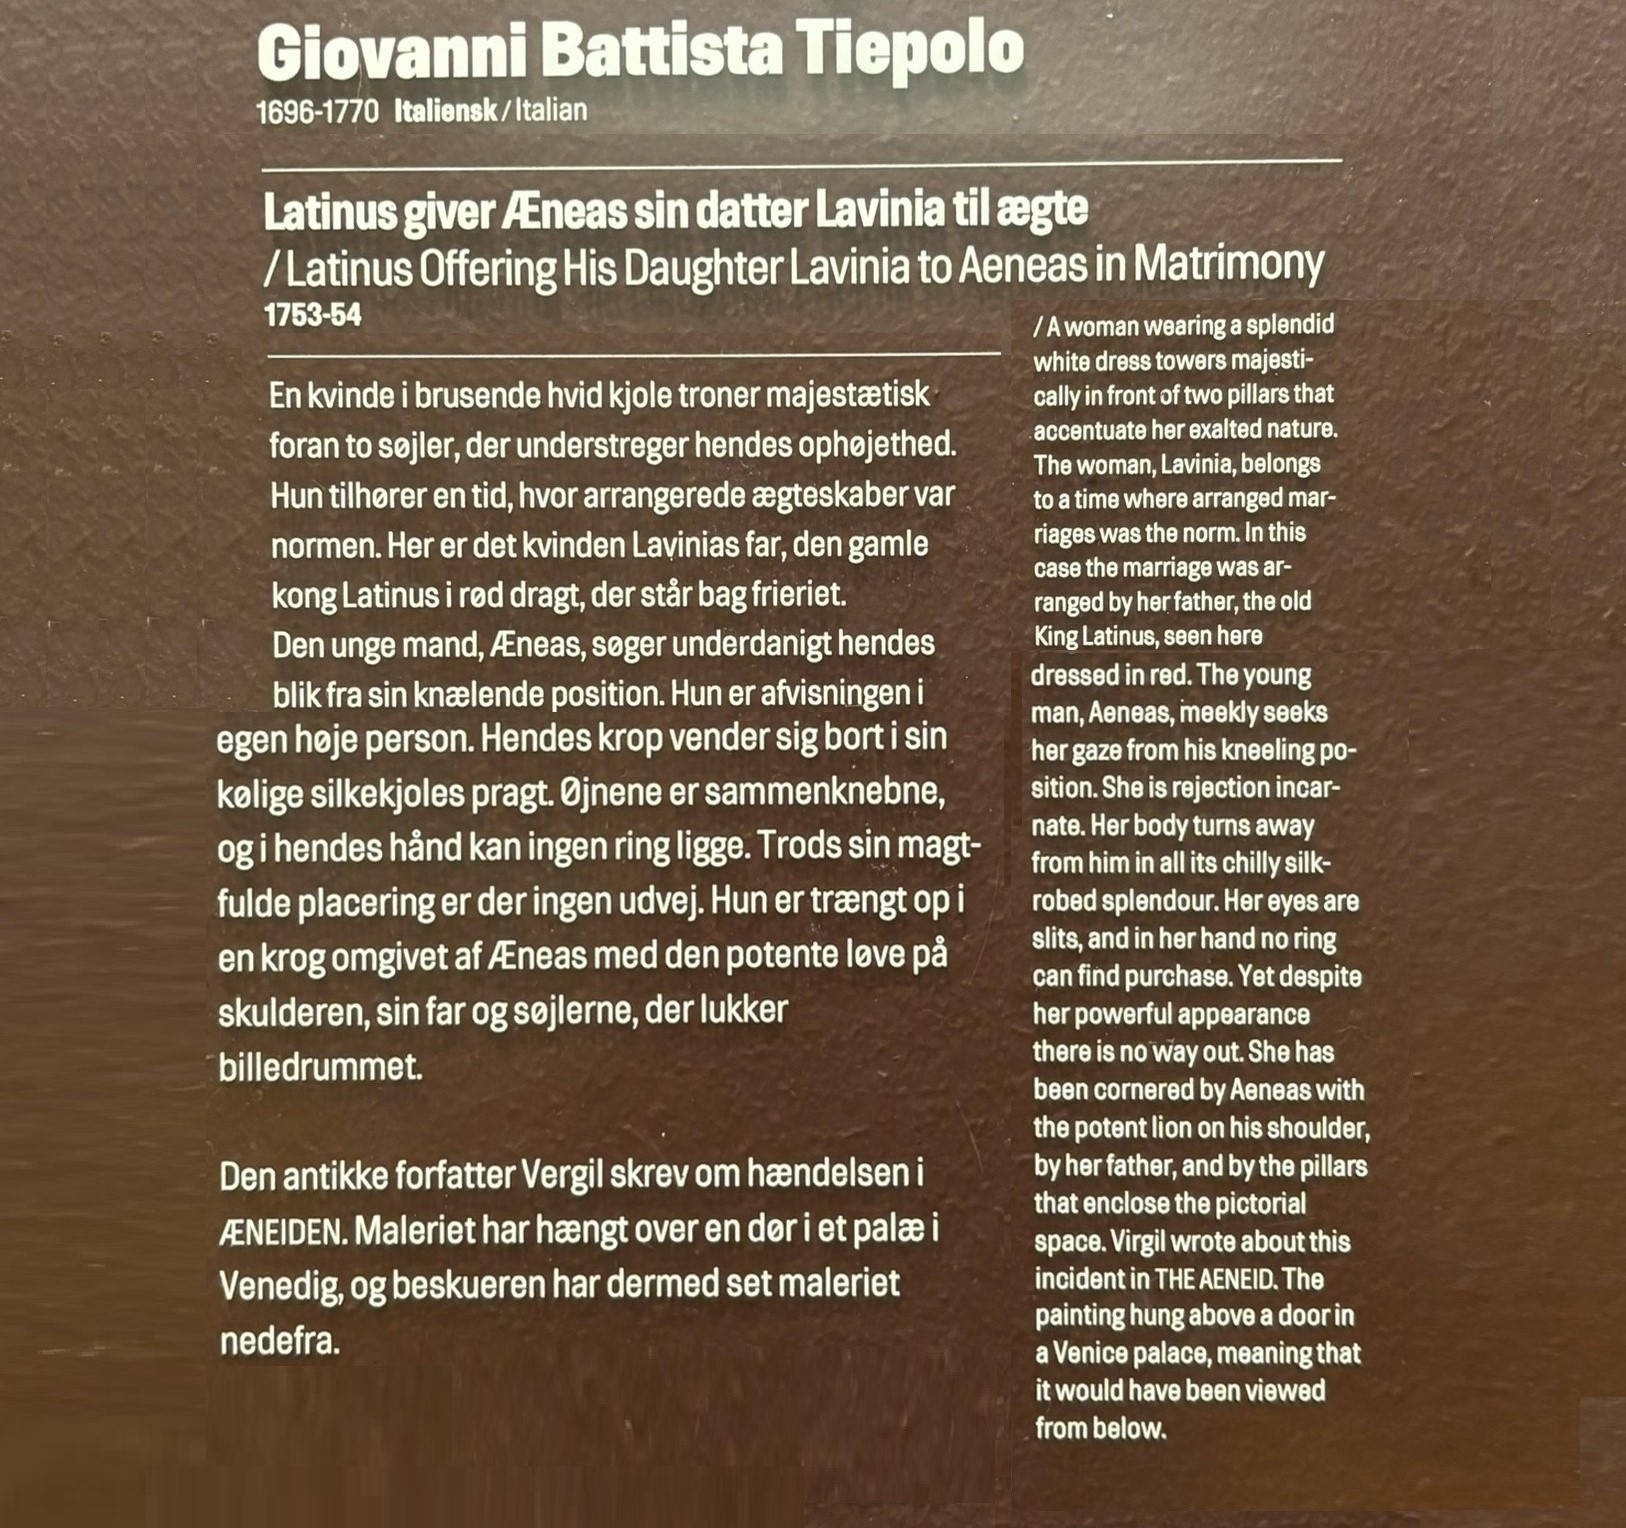 Giovanni Battista Tiepolo
1696-1770 Italiensk / Italian
Latinus giver Æneas sin datter Lavinia til ægte
/ Latinus Offering His Daughter Lavinia to Aeneas in Matrimony
1753-54
En kvinde i brusende hvid kjole troner majestætisk
foran to søjler, der understreger hendes ophøjethed.
Hun tilhører en tid, hvor arrangerede ægteskaber var
normen. Her er det kvinden Lavinias far, den gamle
kong Latinus i rød dragt, der står bag frieriet.
Den unge mand, Æneas, søger underdanigt hendes
blik fra sin knælende position. Hun er afvisningen i
egen høje person. Hendes krop vender sig bort i sin
kølige silkekjoles pragt. Øjnene er sammenknebne,
og i hendes hånd kan ingen ring ligge. Trods sin magt-
fulde placering er der ingen udvej. Hun er trængt op i
en krog omgivet af Æneas med den potente løve på
skulderen, sin far og søjlerne, der lukker
billedrummet.
Den antikke forfatter Vergil skrev om hændelsen i
ÆNEIDEN. Maleriet har hængt over en dør i et palæ i
Venedig, og beskueren har dermed set maleriet
nedefra.
/ A woman wearing a splendid
white dress towers majesti-
cally in front of two pillars that
accentuate her exalted nature.
The woman, Lavinia, belongs
to a time where arranged mar-
riages was the norm. In this
case the marriage was ar-
ranged by her father, the old
King Latinus, seen here
dressed in red. The young
man, Aeneas, meekly seeks
her gaze from his kneeling po-
sition. She is rejection incar-
nate. Her body turns away
from him in all its chilly silk-
robed splendour. Her eyes are
slits, and in her hand no ring
can find purchase. Yet despite
her powerful appearance
there is no way out. She has
been cornered by Aeneas with
the potent lion on his shoulder,
by her father, and by the pillars
that enclose the pictorial
space. Virgil wrote about this
incident in THE AENEID. The
painting hung above a door in
a Venice palace, meaning that
it would have been viewed
from below.